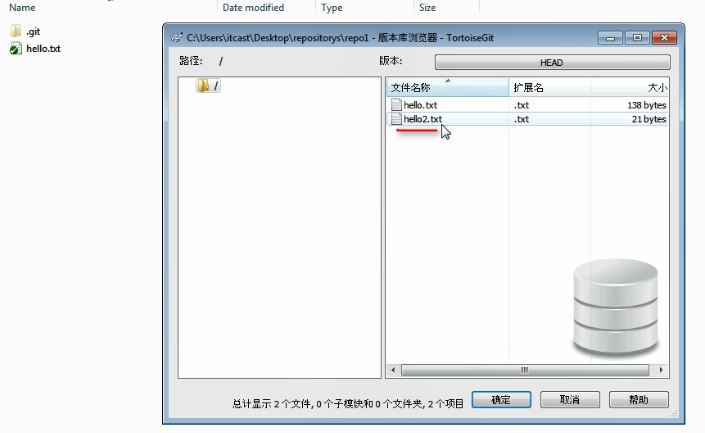 Name Date modified Type Size
.git
hello.txt
C:\Users\itcast\Desktop\repositorys\repo1 - 版本库浏览器 - TortoiseGit
路径: / 版本: HEAD
/
文件名称 扩展名 大小
hello.txt .txt 138 bytes
hello2.txt .txt 21 bytes
总计显示 2 个文件, 0 个子模块和 0 个文件夹, 2 个项目 确定 取消 帮助